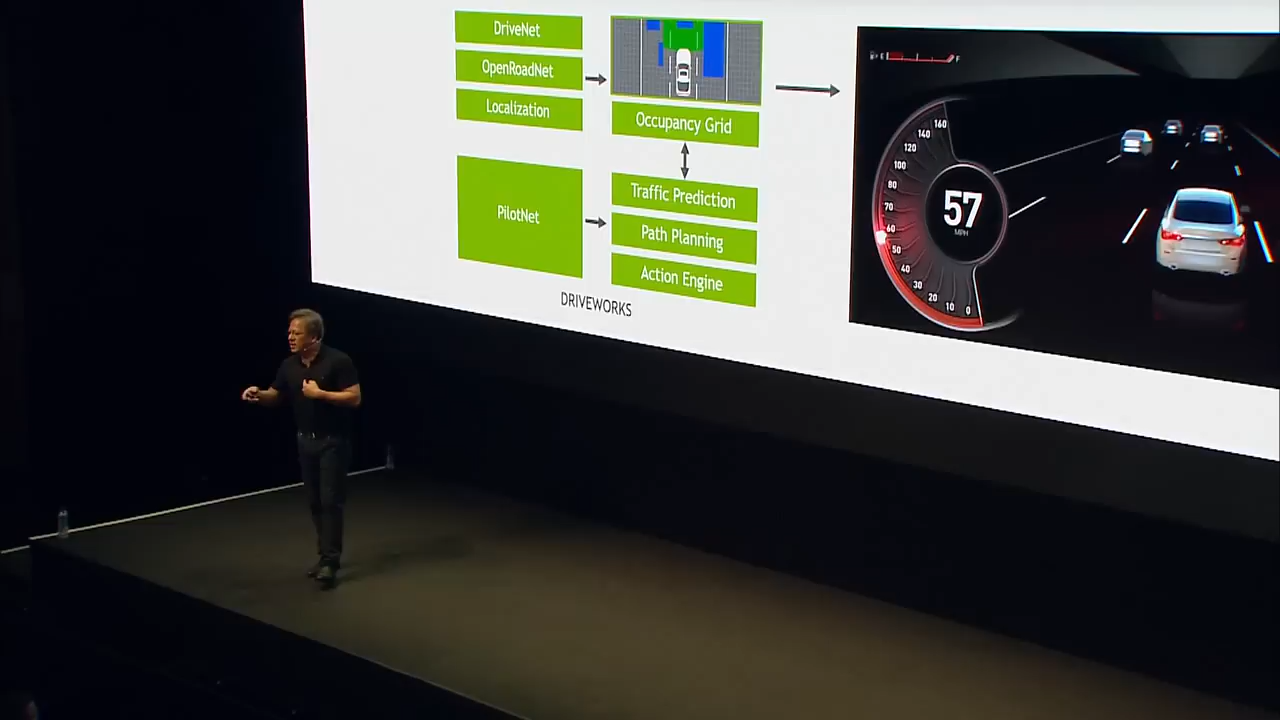 DriveNet
OpenRoadNet
Localization
PilotNet
Occupancy Grid
Traffic Prediction
Path Planning
Action Engine
DRIVEWORKS
E
F
160
140
120
100
80
70
60
50
40
30
20
10
0
57
MPH